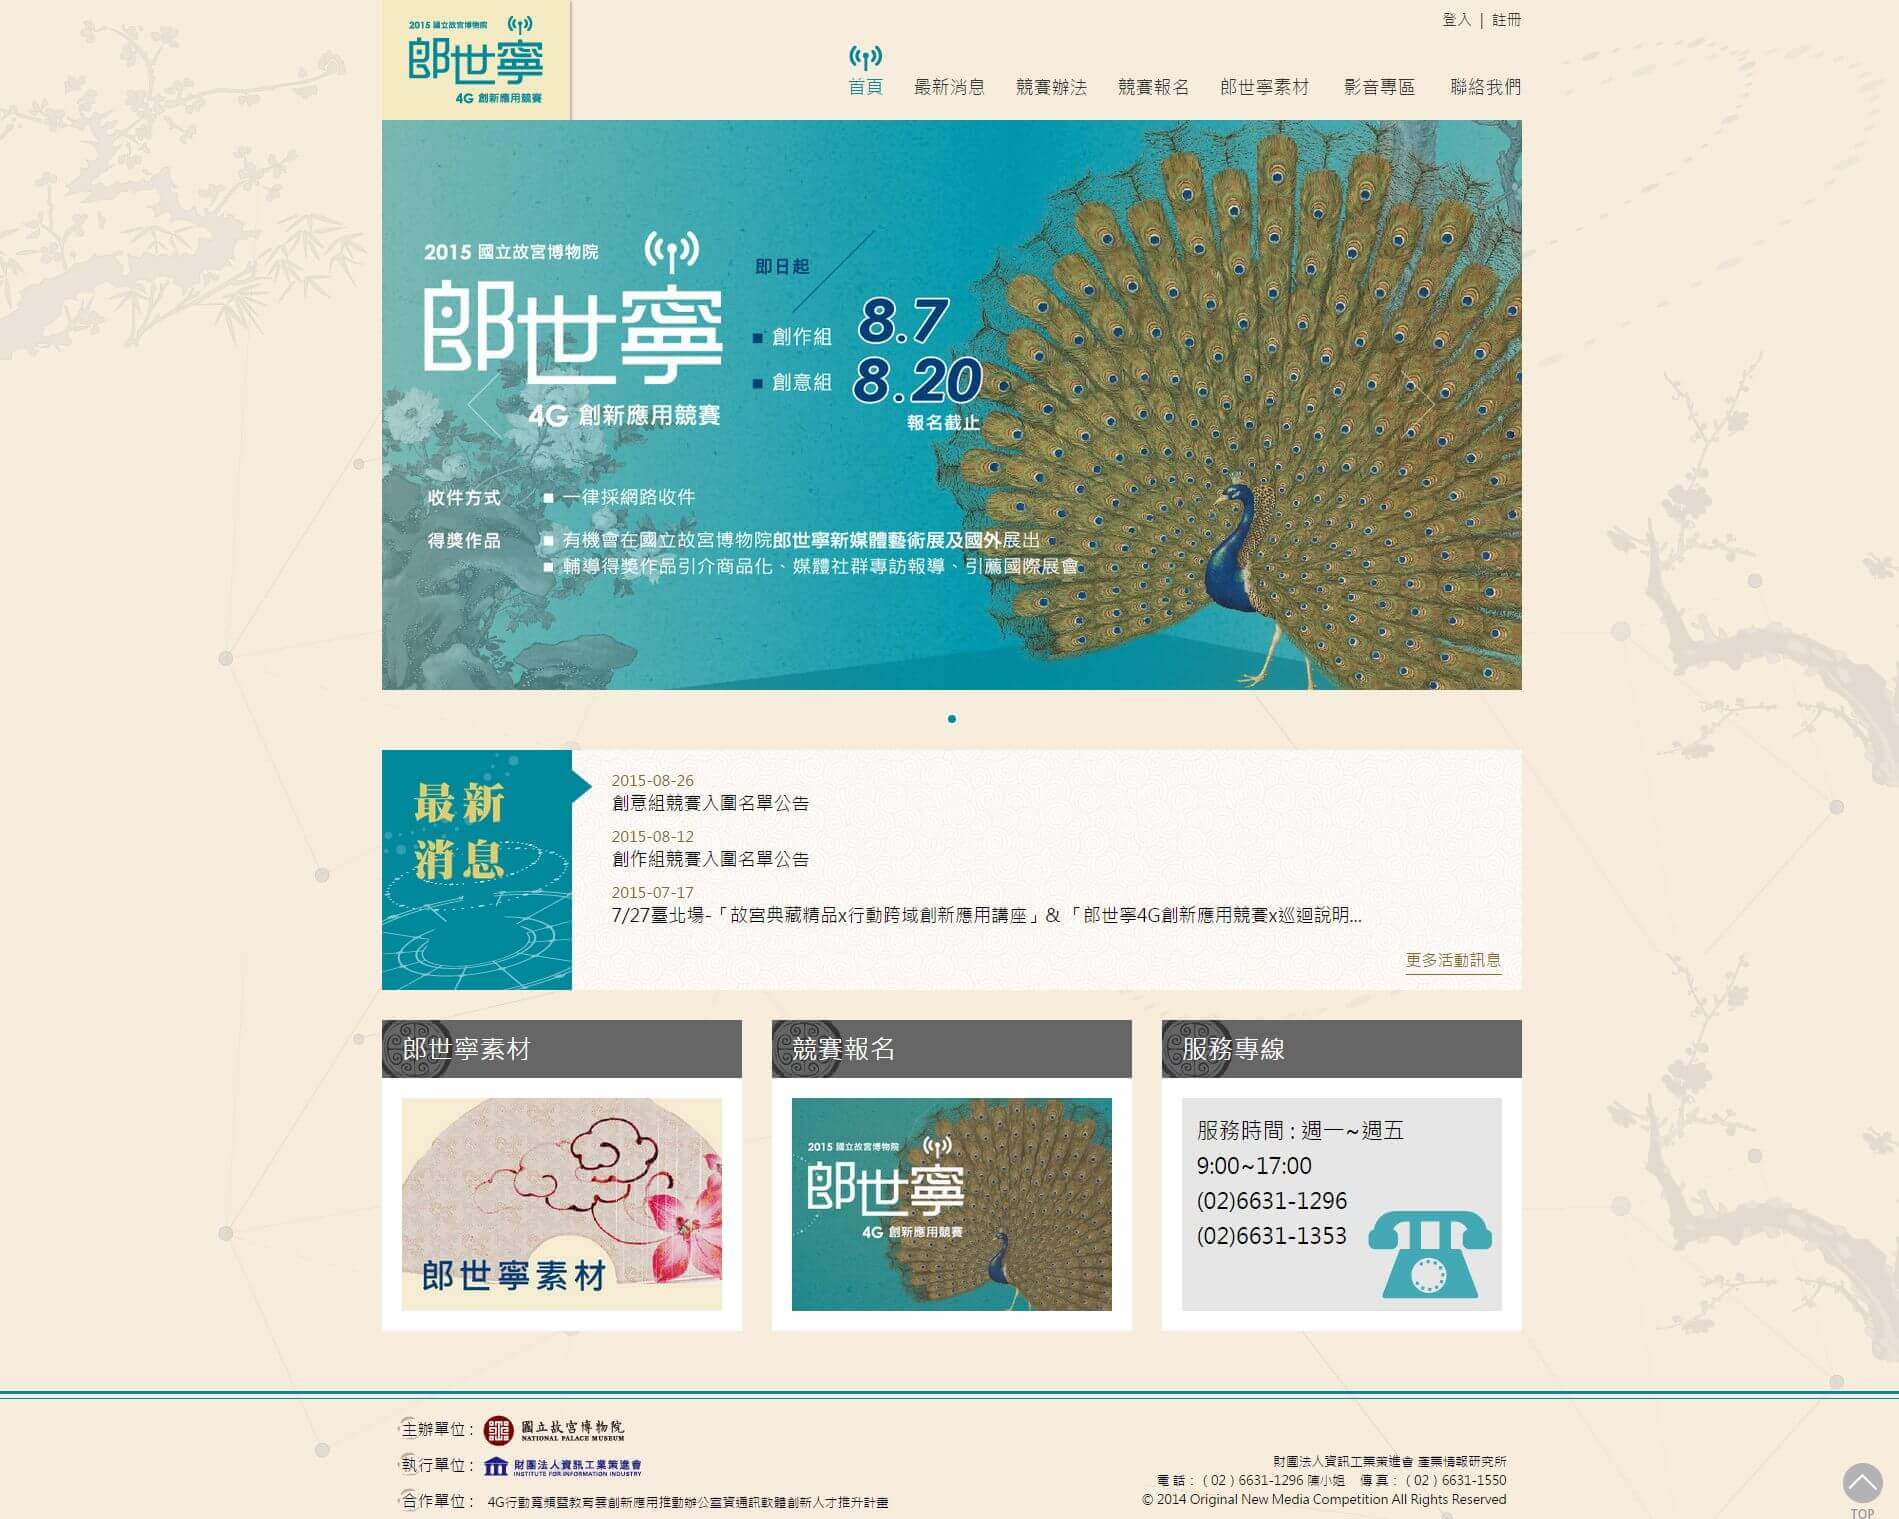 2015 國立故宮博物院
郎世寧
4G 創新應用競賽
登入 | 註冊
首頁 最新消息 競賽辦法 競賽報名 郎世寧素材 影音專區 聯絡我們
2015 國立故宮博物院
郎世寧
4G 創新應用競賽
即日起
■ 創作組 8.7
■ 創意組 8.20
報名截止
收件方式 ■ 一律採網路收件
得獎作品 ■ 有機會在國立故宮博物院郎世寧新媒體藝術展及國外展出
■ 輔導得獎作品引介商品化、媒體社群專訪報導、引薦國際展會
最新
消息
2015-08-26
創意組競賽入圍名單公告
2015-08-12
創作組競賽入圍名單公告
2015-07-17
7/27臺北場-「故宮典藏精品x行動跨域創新應用講座」&「郎世寧4G創新應用競賽x巡迴說明...
更多活動訊息
郎世寧素材
郎世寧素材
競賽報名
2015 國立故宮博物院
郎世寧
4G 創新應用競賽
服務專線
服務時間 : 週一~週五
9:00~17:00
(02)6631-1296
(02)6631-1353
主辦單位 : 國立故宮博物院
NATIONAL PALACE MUSEUM
執行單位 : 財團法人資訊工業策進會
INSTITUTE FOR INFORMATION INDUSTRY
合作單位 : 4G行動寬頻暨教育雲創新應用推動辦公室資通訊軟體創新人才推升計畫
財團法人資訊工業策進會 產業情報研究所
電 話 : ( 02 ) 6631-1296 陳小姐 傳 真 : ( 02 ) 6631-1550
© 2014 Original New Media Competition All Rights Reserved
TOP